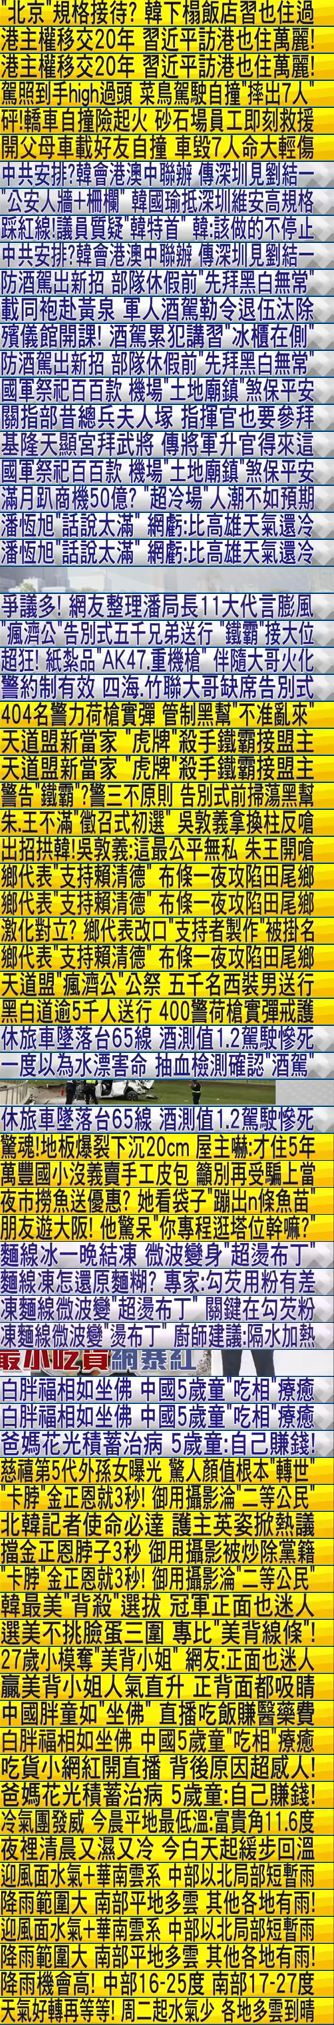 "北京"規格接待? 韓下榻飯店習也住過
港主權移交20年 習近平訪港也住萬麗!
港主權移交20年 習近平訪港也住萬麗!
駕照到手high過頭 菜鳥駕駛自撞"摔出7人"
砰!轎車自撞險起火 砂石場員工即刻救援
開父母車載好友自撞 車毀7人命大輕傷
中共安排?韓會港澳中聯辦 傳深圳見劉結一
"公安人牆+柵欄" 韓國瑜抵深圳維安高規格
踩紅線!議員質疑"韓特首" 韓:該做的不停止
中共安排?韓會港澳中聯辦 傳深圳見劉結一
防酒駕出新招 部隊休假前"先拜黑白無常"
載同袍赴黃泉 軍人酒駕勒令退伍汰除
殯儀館開課! 酒駕累犯講習"冰櫃在側"
防酒駕出新招 部隊休假前"先拜黑白無常"
國軍祭祀百百款 機場"土地廟鎮"煞保平安
關指部昔總兵夫人塚 指揮官也要參拜
基隆天顯宮拜武將 傳將軍升官得來這
國軍祭祀百百款 機場"土地廟鎮"煞保平安
滿月趴商機50億? "超冷場"人潮不如預期
潘恆旭"話說太滿" 網虧:比高雄天氣還冷
潘恆旭"話說太滿" 網虧:比高雄天氣還冷
爭議多! 網友整理潘局長11大代言膨風
"瘋濟公"告別式五千兄弟送行 "鐵霸"接大位
超狂! 紙紮品"AK47.重機槍" 伴隨大哥火化
警約制有效 四海.竹聯大哥缺席告別式
404名警力荷槍實彈 管制黑幫"不准亂來"
天道盟新當家 "虎牌"殺手鐵霸接盟主
天道盟新當家 "虎牌"殺手鐵霸接盟主
警告"鐵霸"?警三不原則 告別式前掃蕩黑幫
朱.王不滿"徵召式初選" 吳敦義拿換柱反嗆
出招拱韓!吳敦義:這最公平無私 朱王開嗆
鄉代表"支持賴清德" 布條一夜攻陷田尾鄉
鄉代表"支持賴清德" 布條一夜攻陷田尾鄉
激化對立? 鄉代表改口"支持者製作"被掛名
鄉代表"支持賴清德" 布條一夜攻陷田尾鄉
天道盟"瘋濟公"公祭 五千名西裝男送行
黑白道逾5千人送行 400警荷槍實彈戒護
休旅車墜落台65線 酒測值1.2駕駛慘死
一度以為水漂害命 抽血檢測確認"酒駕"
休旅車墜落台65線 酒測值1.2駕駛慘死
驚魂!地板爆裂下沉20cm 屋主嚇:才住5年
萬豐國小沒義賣手工皮包 籲別再受騙上當
夜市撈魚送優惠? 她看袋子"蹦出n條魚苗"
朋友遊大阪! 他驚呆"你專程逛塔位幹嘛?"
麵線冰一晚結凍 微波變身"超燙布丁"
麵線凍怎還原麵糊? 專家:勾芡用粉有差
凍麵線微波變"超燙布丁" 關鍵在勾芡粉
凍麵線微波變"燙布丁" 廚師建議:隔水加熱
最小吃貨網暴紅
白胖福相如坐佛 中國5歲童"吃相"療癒
白胖福相如坐佛 中國5歲童"吃相"療癒
爸媽花光積蓄治病 5歲童:自己賺錢!
慈禧第5代外孫女曝光 驚人顏值根本"轉世"
"卡脖"金正恩就3秒! 御用攝影淪"二等公民"
北韓記者使命必達 護主英姿掀熱議
擋金正恩脖子3秒 御用攝影被炒除黨籍
"卡脖"金正恩就3秒! 御用攝影淪"二等公民"
韓最美"背殺"選拔 冠軍正面也迷人
選美不挑臉蛋三圍 專比"美背線條"!
27歲小模奪"美背小姐" 網友:正面也迷人
贏美背小姐人氣直升 正背面都吸睛
中國胖童如"坐佛" 直播吃飯賺醫藥費
白胖福相如坐佛 中國5歲童"吃相"療癒
吃貨小網紅開直播 背後原因超感人!
爸媽花光積蓄治病 5歲童:自己賺錢!
冷氣團發威 今晨平地最低溫:富貴角11.6度
夜裡清晨又濕又冷 今白天起緩步回溫
迎風面水氣+華南雲系 中部以北局部短暫雨
降雨範圍大 南部平地多雲 其他各地有雨!
迎風面水氣+華南雲系 中部以北局部短暫雨
降雨範圍大 南部平地多雲 其他各地有雨!
降雨機會高! 中部16-25度 南部17-27度
天氣好轉再等等! 周二起水氣少 各地多雲到晴